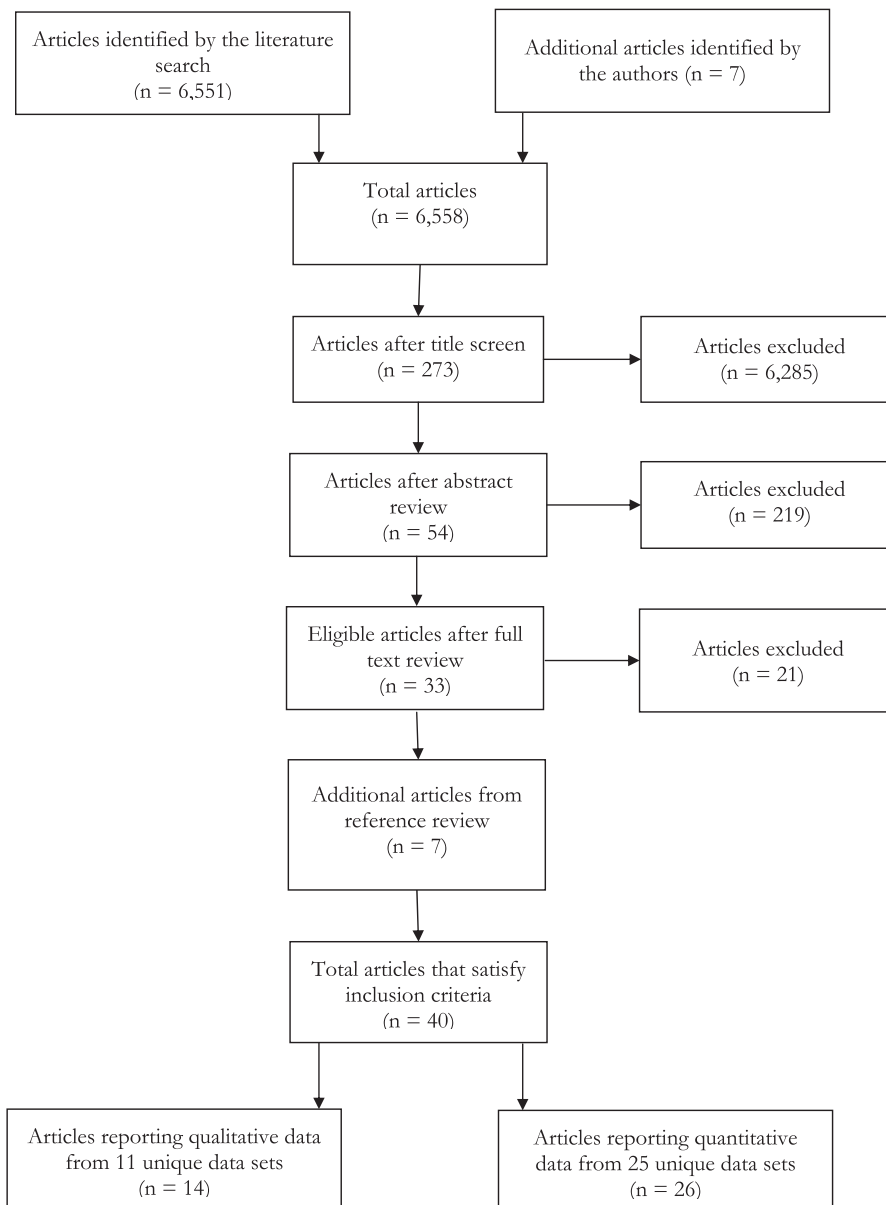 Articles identified by the literature
search
(n = 6,551)
Additional articles identified by
the authors (n = 7)
Total articles
(n = 6,558)
Articles after title screen
(n = 273)
Articles excluded
(n = 6,285)
Articles after abstract
review
(n = 54)
Articles excluded
(n = 219)
Eligible articles after full
text review
(n = 33)
Articles excluded
(n = 21)
Additional articles from
reference review
(n = 7)
Total articles that satisfy
inclusion criteria
(n = 40)
Articles reporting qualitative data
from 11 unique data sets
(n = 14)
Articles reporting quantitative
data from 25 unique data sets
(n = 26)